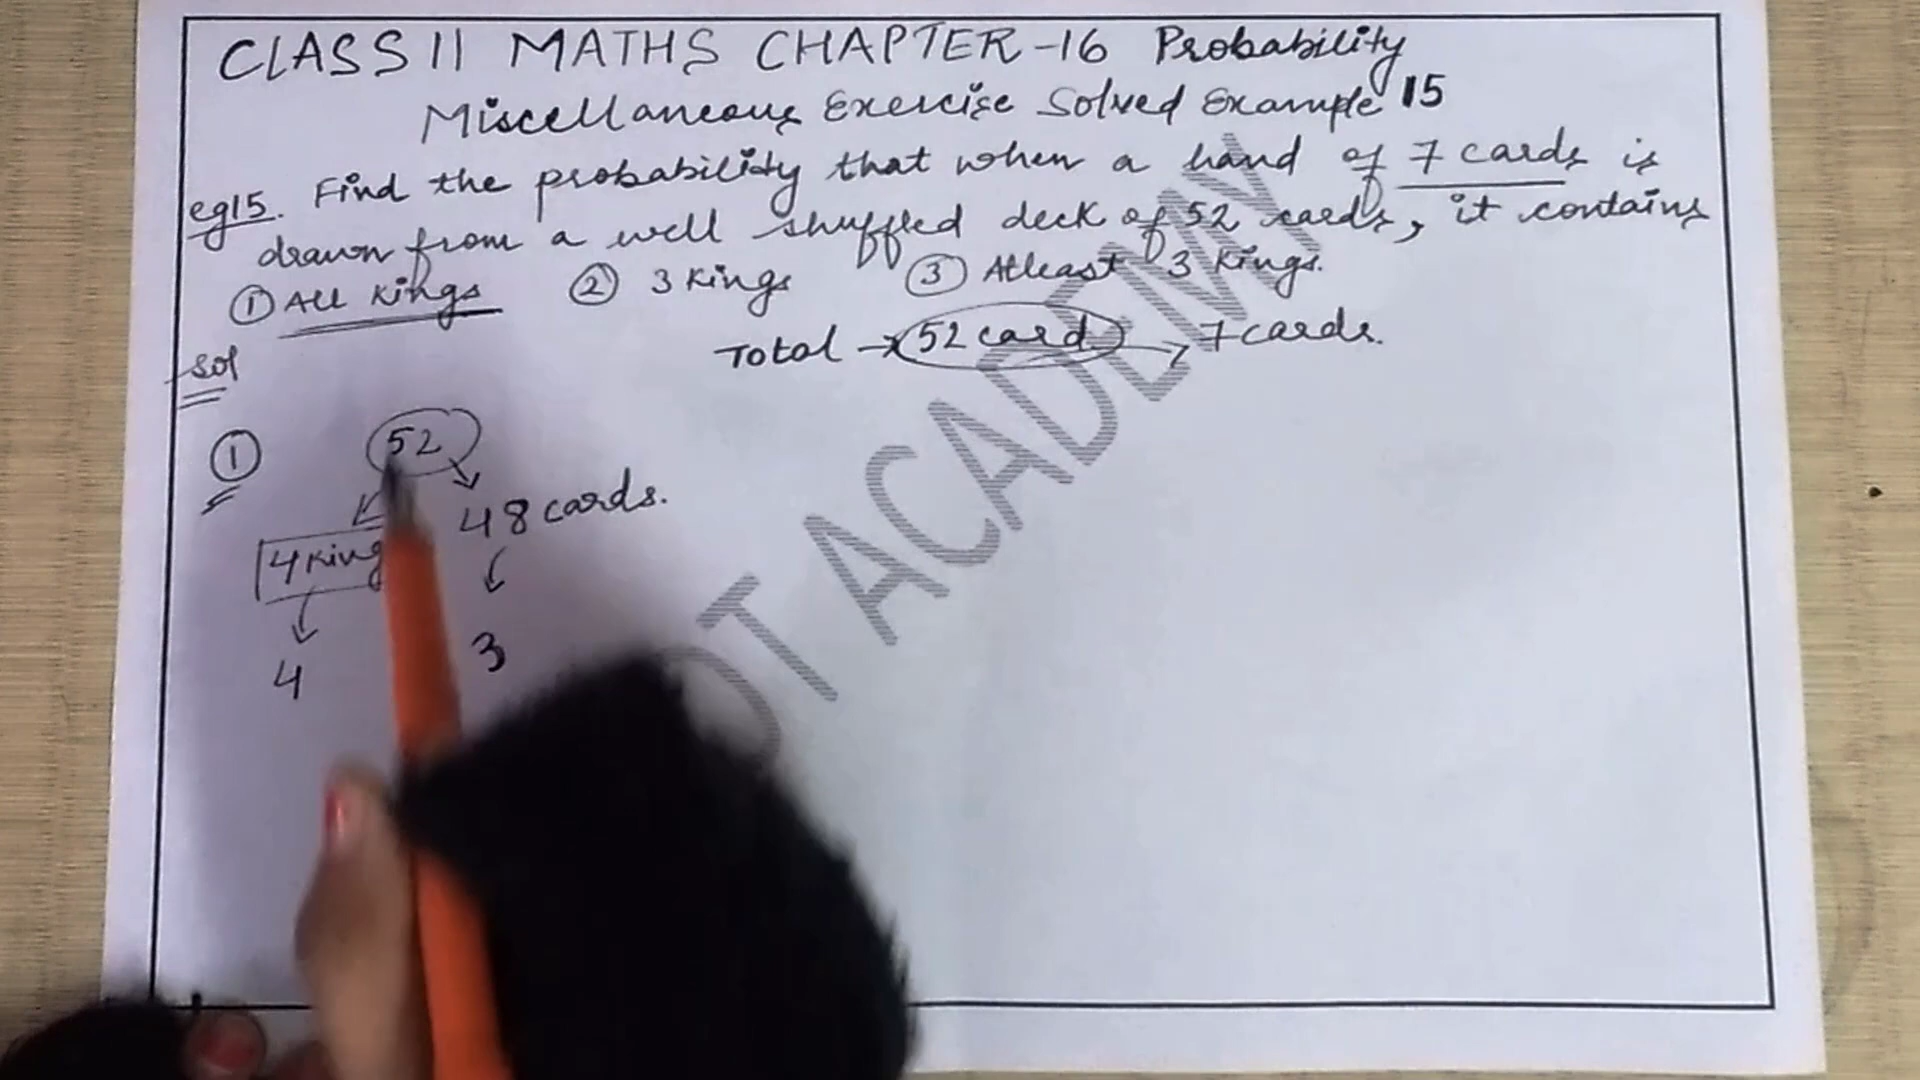 CLASS 11 MATHS CHAPTER-16 Probability
Miscellaneous Exercise Solved Example 15
eg15. Find the probability that when a hand of 7 cards is
drawn from a well shuffled deck of 52 cards, it contains
① All Kings ② 3 Kings ③ Atleast 3 Kings.
Total → 52 card → 7 cards.
Sol
① 52
4 King 48 cards.
4 3
OT ACADEMY